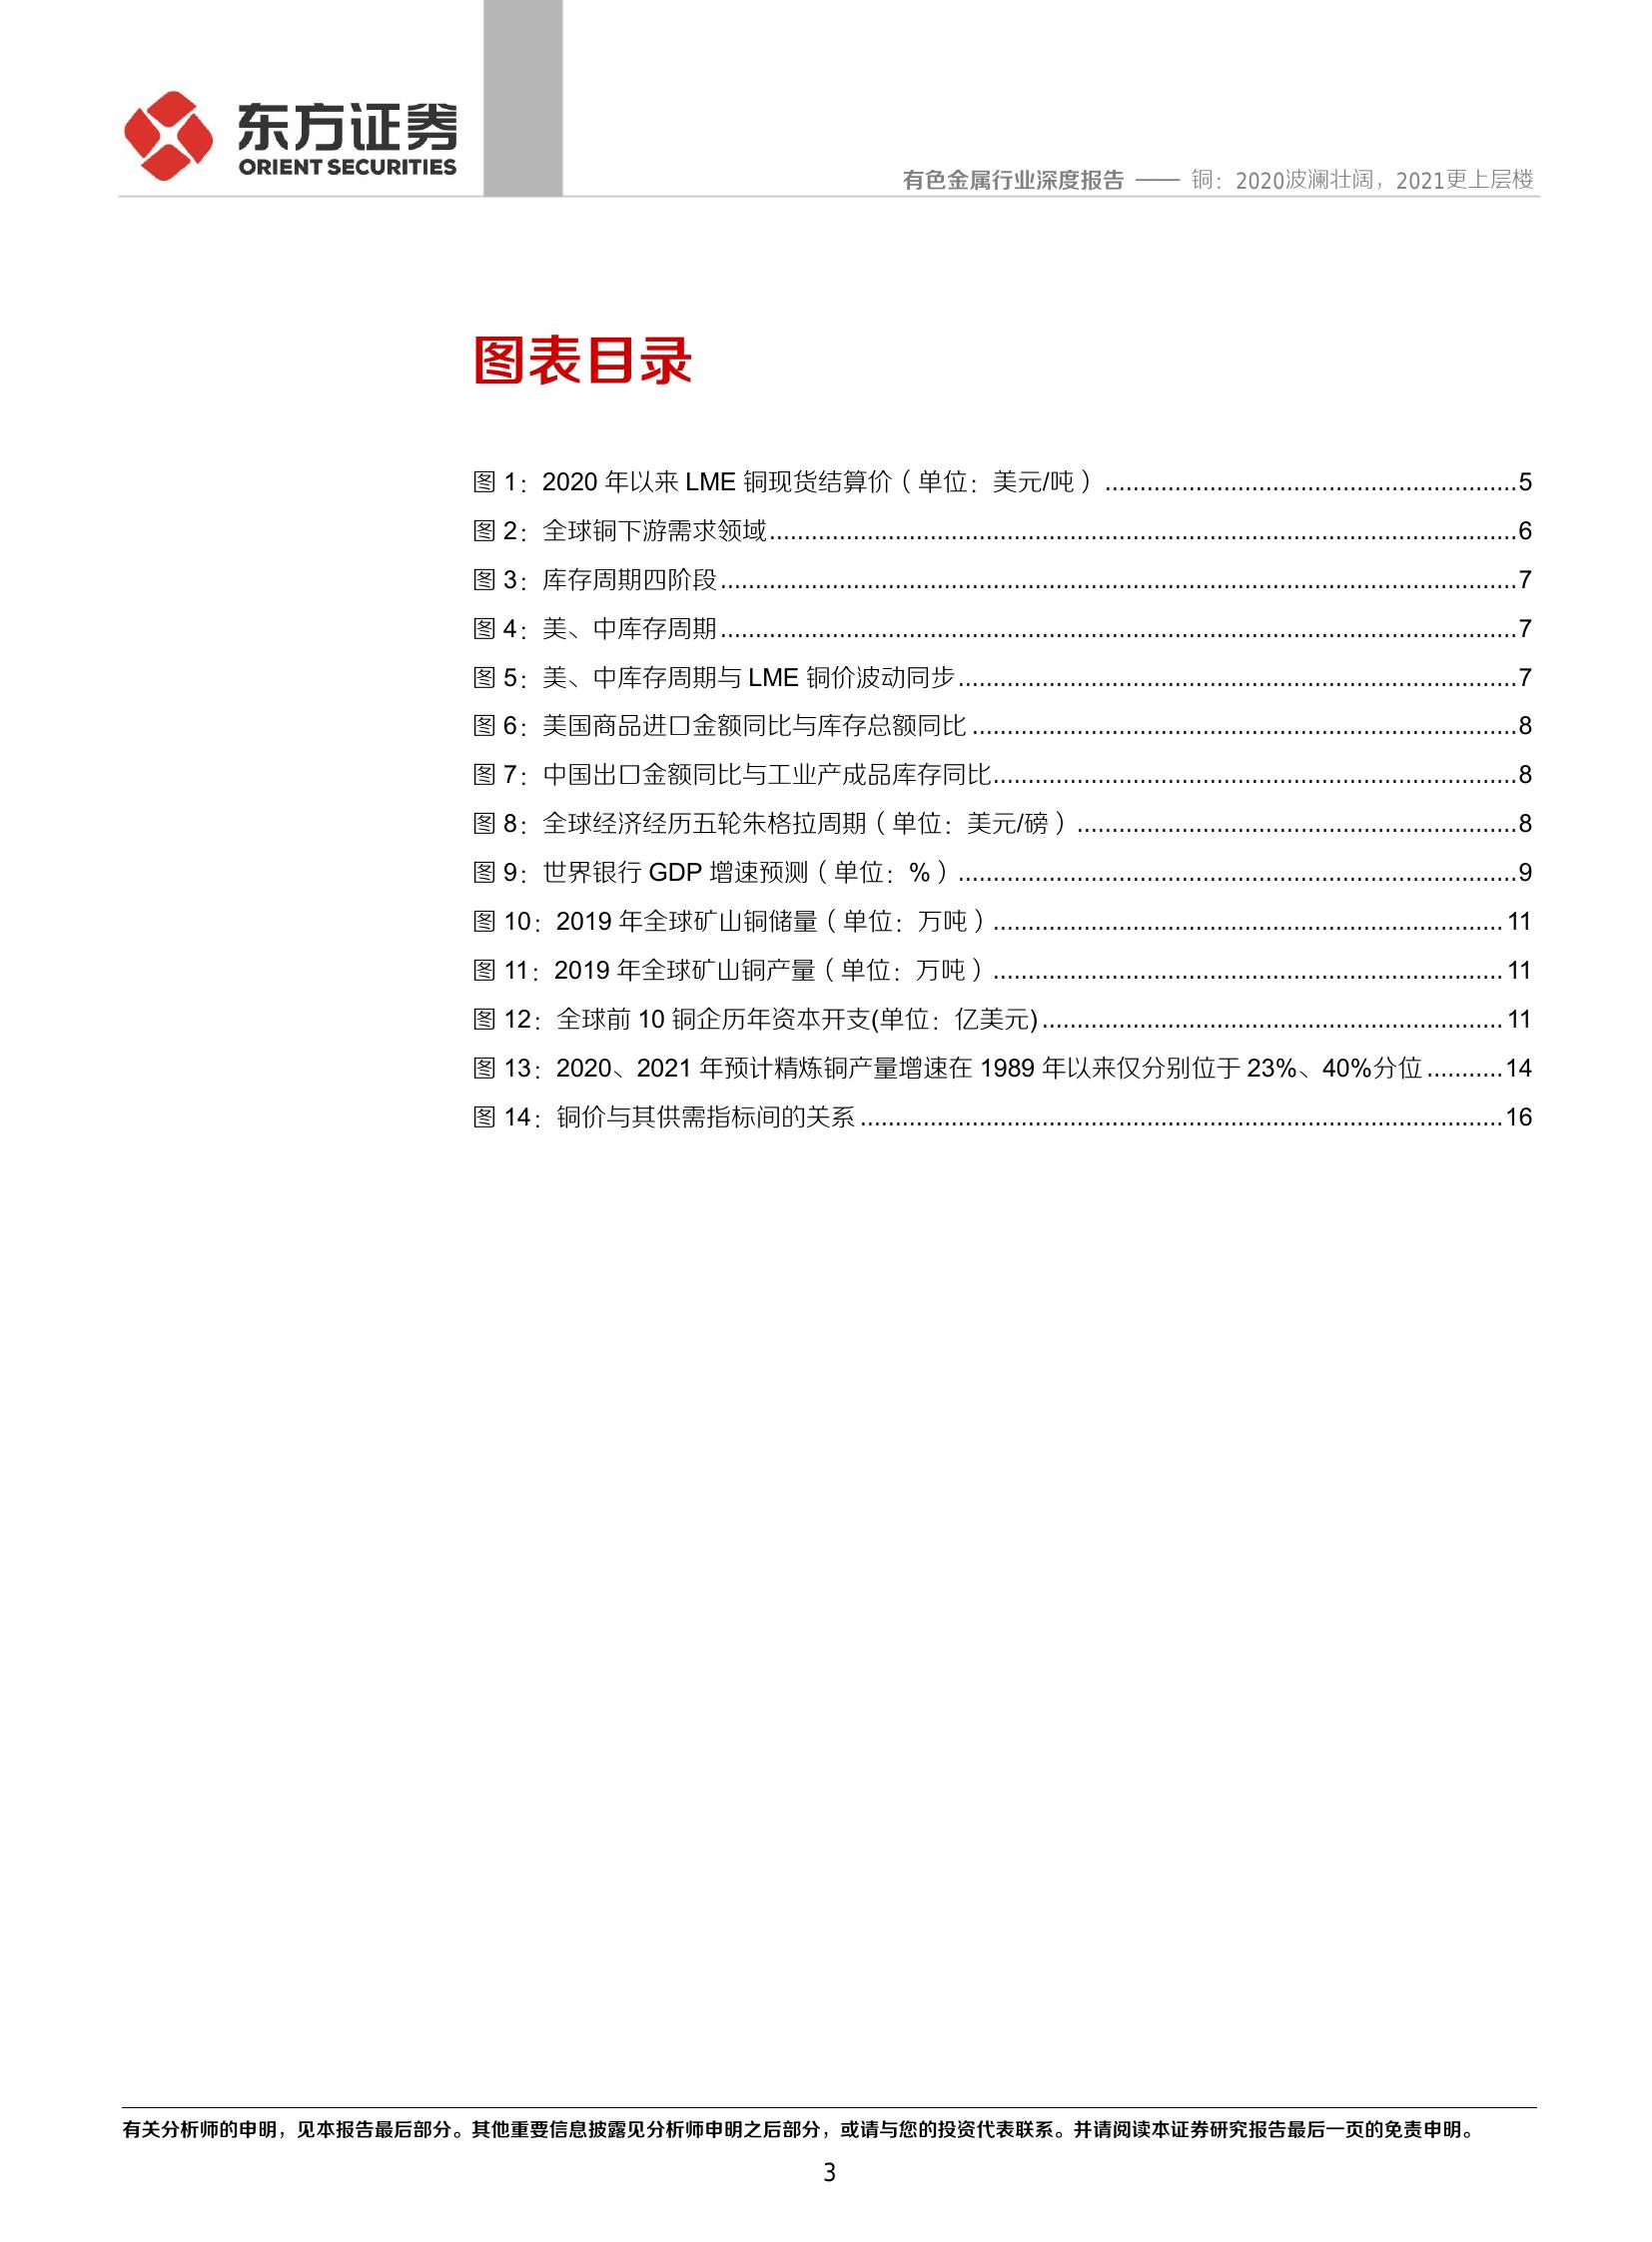 东方证券
ORIENT SECURITIES
有色金属行业深度报告 —— 铜：2020波澜壮阔，2021更上层楼
图表目录
图 1：2020 年以来 LME 铜现货结算价（单位：美元/吨）............................................................5
图 2：全球铜下游需求领域............................................................................................................6
图 3：库存周期四阶段...................................................................................................................7
图 4：美、中库存周期...................................................................................................................7
图 5：美、中库存周期与 LME 铜价波动同步.................................................................................7
图 6：美国商品进口金额同比与库存总额同比...............................................................................8
图 7：中国出口金额同比与工业产成品库存同比............................................................................8
图 8：全球经济经历五轮朱格拉周期（单位：美元/磅）................................................................8
图 9：世界银行 GDP 增速预测（单位：%）.................................................................................9
图 10：2019 年全球矿山铜储量（单位：万吨）..........................................................................11
图 11：2019 年全球矿山铜产量（单位：万吨）..........................................................................11
图 12：全球前 10 铜企历年资本开支(单位：亿美元)...................................................................11
图 13：2020、2021 年预计精炼铜产量增速在 1989 年以来仅分别位于 23%、40%分位...........14
图 14：铜价与其供需指标间的关系.............................................................................................16
有关分析师的申明，见本报告最后部分。其他重要信息披露见分析师申明之后部分，或请与您的投资代表联系。并请阅读本证券研究报告最后一页的免责申明。
3